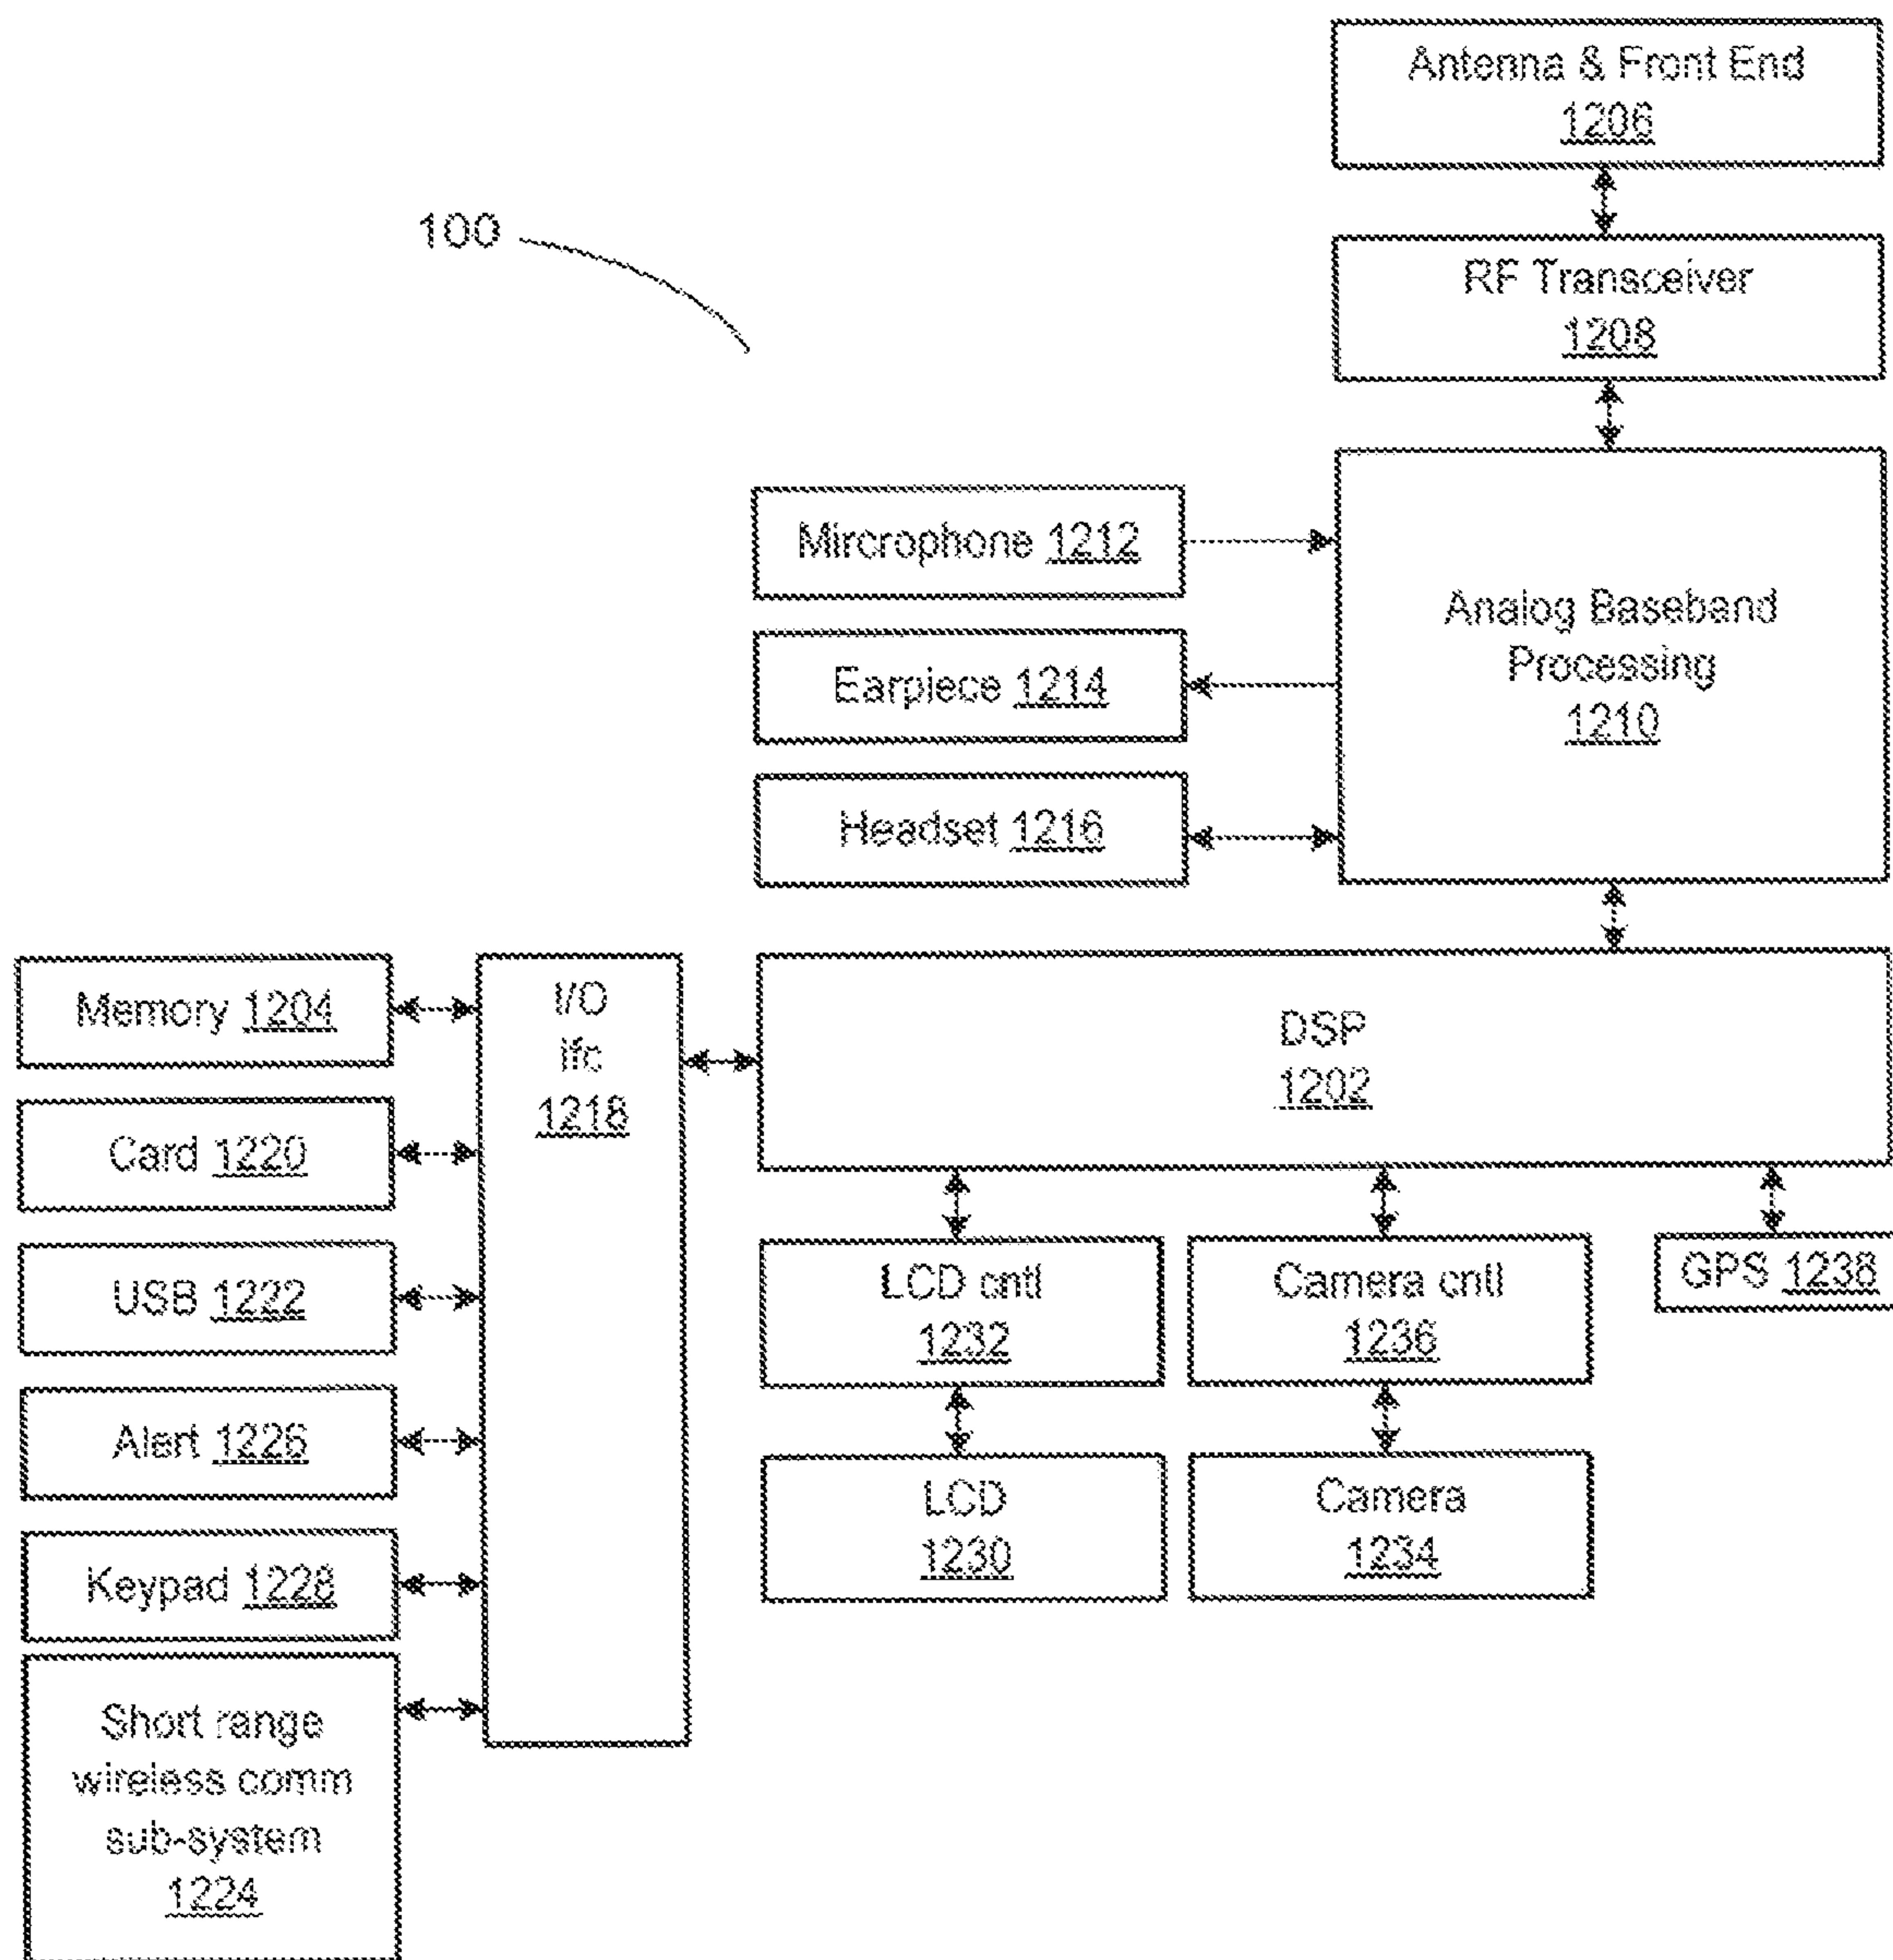 Antenna & Front End
1206
100
RF Transceiver
1208
Mircrophone 1212
Analog Baseband
Processing
1210
Earpiece 1214
Headset 1216
Memory 1204
I/O
ifc
1218
DSP
1202
Card 1220
USB 1222
LCD cntl
1232
Camera cntl
1236
GPS 1238
Alert 1226
LCD
1230
Camera
1234
Keypad 1228
Short range
wireless comm
sub-system
1224